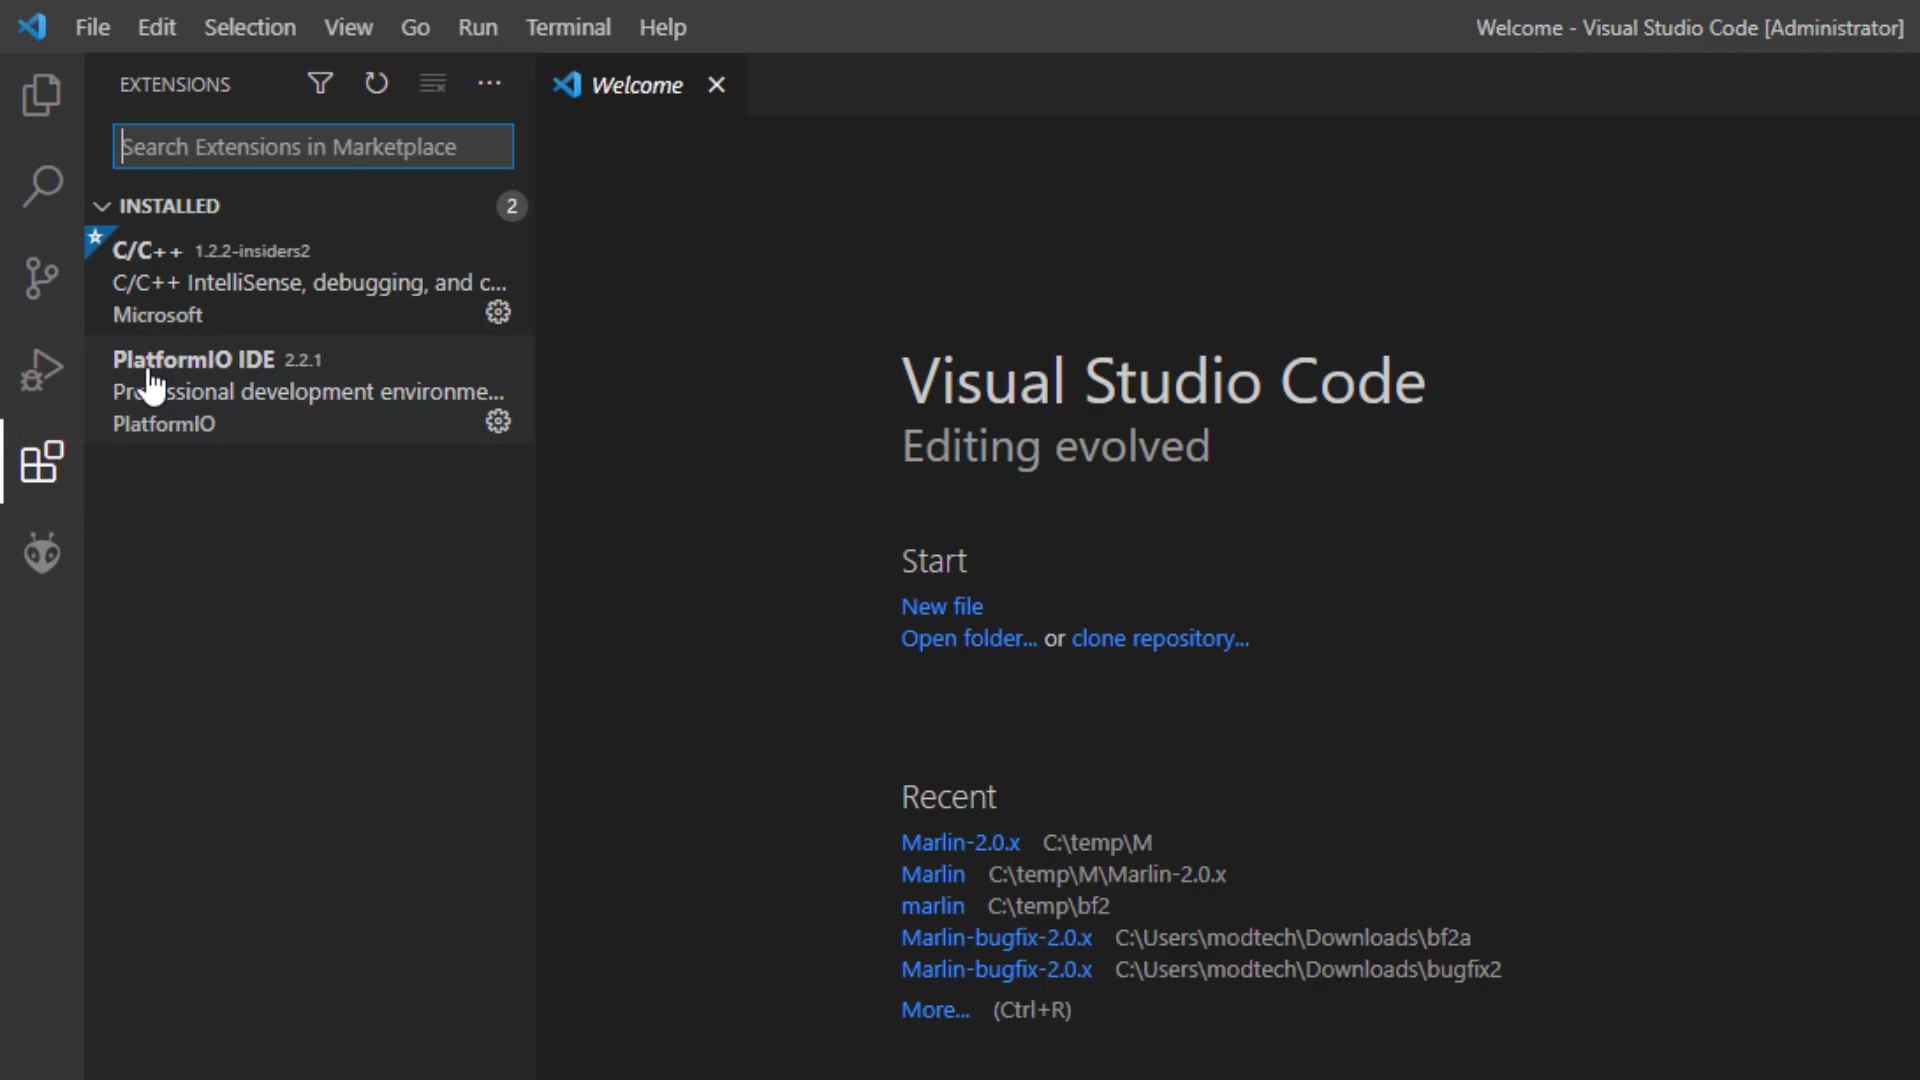 File Edit Selection View Go Run Terminal Help
Welcome - Visual Studio Code [Administrator]
EXTENSIONS
Welcome
Search Extensions in Marketplace
INSTALLED 2
C/C++ 1.2.2-insiders2
C/C++ IntelliSense, debugging, and c...
Microsoft
PlatformIO IDE 2.2.1
Professional development environme...
PlatformIO
Visual Studio Code
Editing evolved
Start
New file
Open folder... or clone repository...
Recent
Marlin-2.0.x C:\temp\M
Marlin C:\temp\M\Marlin-2.0.x
marlin C:\temp\bf2
Marlin-bugfix-2.0.x C:\Users\modtech\Downloads\bf2a
Marlin-bugfix-2.0.x C:\Users\modtech\Downloads\bugfix2
More... (Ctrl+R)